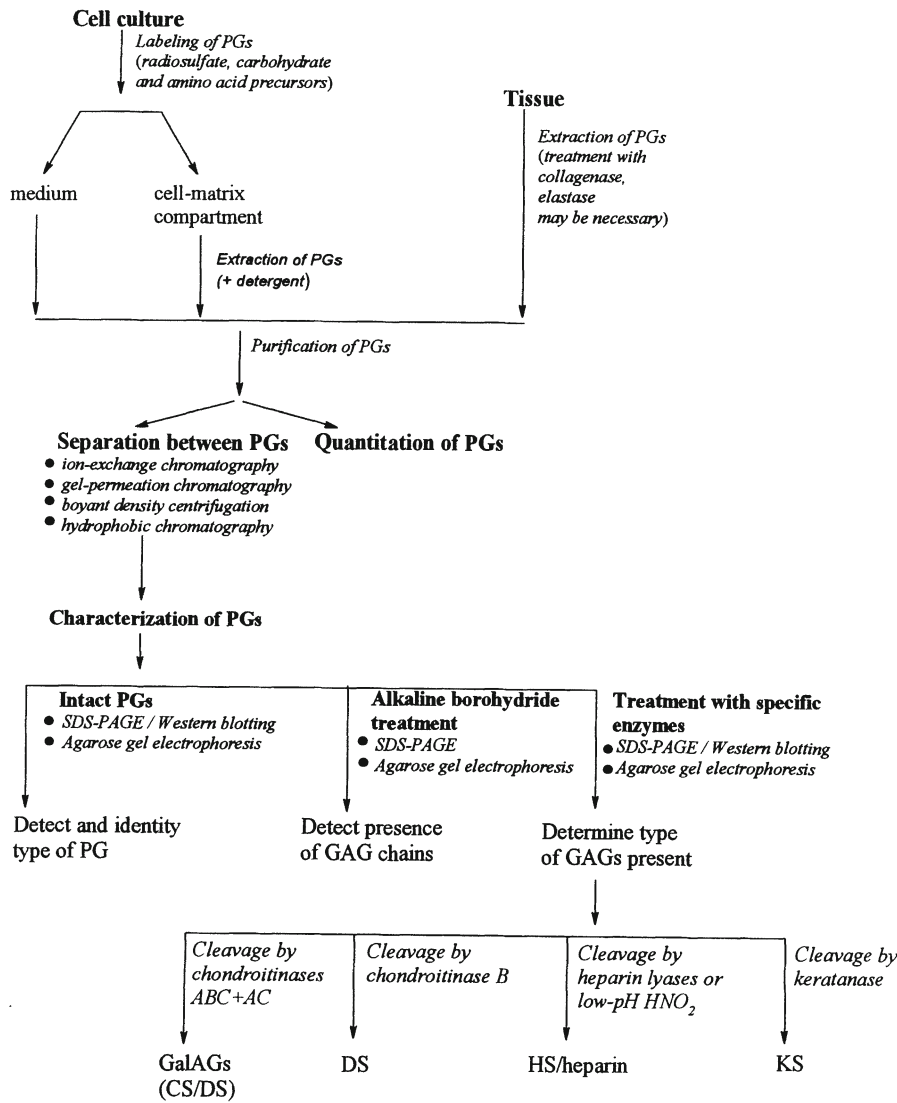 Cell culture
Labeling of PGs
(radiosulfate, carbohydrate
and amino acid precursors)
Tissue
Extraction of PGs
(treatment with
collagenase,
elastase
may be necessary)
medium
cell-matrix
compartment
Extraction of PGs
(+ detergent)
Purification of PGs
Separation between PGs
• ion-exchange chromatography
• gel-permeation chromatography
• boyant density centrifugation
• hydrophobic chromatography
Quantitation of PGs
Characterization of PGs
Intact PGs
• SDS-PAGE / Western blotting
• Agarose gel electrophoresis
Alkaline borohydride
treatment
• SDS-PAGE
• Agarose gel electrophoresis
Treatment with specific
enzymes
• SDS-PAGE / Western blotting
• Agarose gel electrophoresis
Detect and identity
type of PG
Detect presence
of GAG chains
Determine type
of GAGs present
Cleavage by
chondroitinases
ABC+AC
Cleavage by
chondroitinase B
Cleavage by
heparin lyases or
low-pH HNO₂
Cleavage by
keratanase
GalAGs
(CS/DS)
DS
HS/heparin
KS